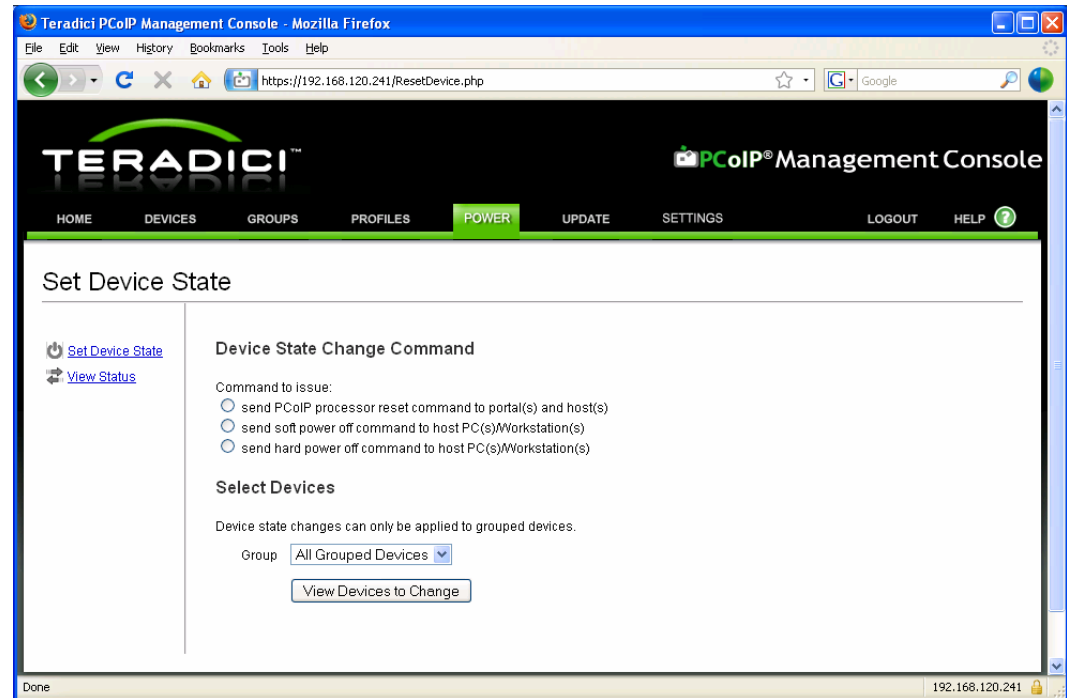 Teradici PCoIP Management Console - Mozilla Firefox
File Edit View History Bookmarks Tools Help
https://192.168.120.241/ResetDevice.php
G Google
TERADICI™
PCoIP® Management Console
HOME DEVICES GROUPS PROFILES POWER UPDATE SETTINGS LOGOUT HELP ?
Set Device State
Set Device State
View Status
Device State Change Command
Command to issue:
send PCoIP processor reset command to portal(s) and host(s)
send soft power off command to host PC(s)/Workstation(s)
send hard power off command to host PC(s)/Workstation(s)
Select Devices
Device state changes can only be applied to grouped devices.
Group All Grouped Devices
View Devices to Change
Done 192.168.120.241